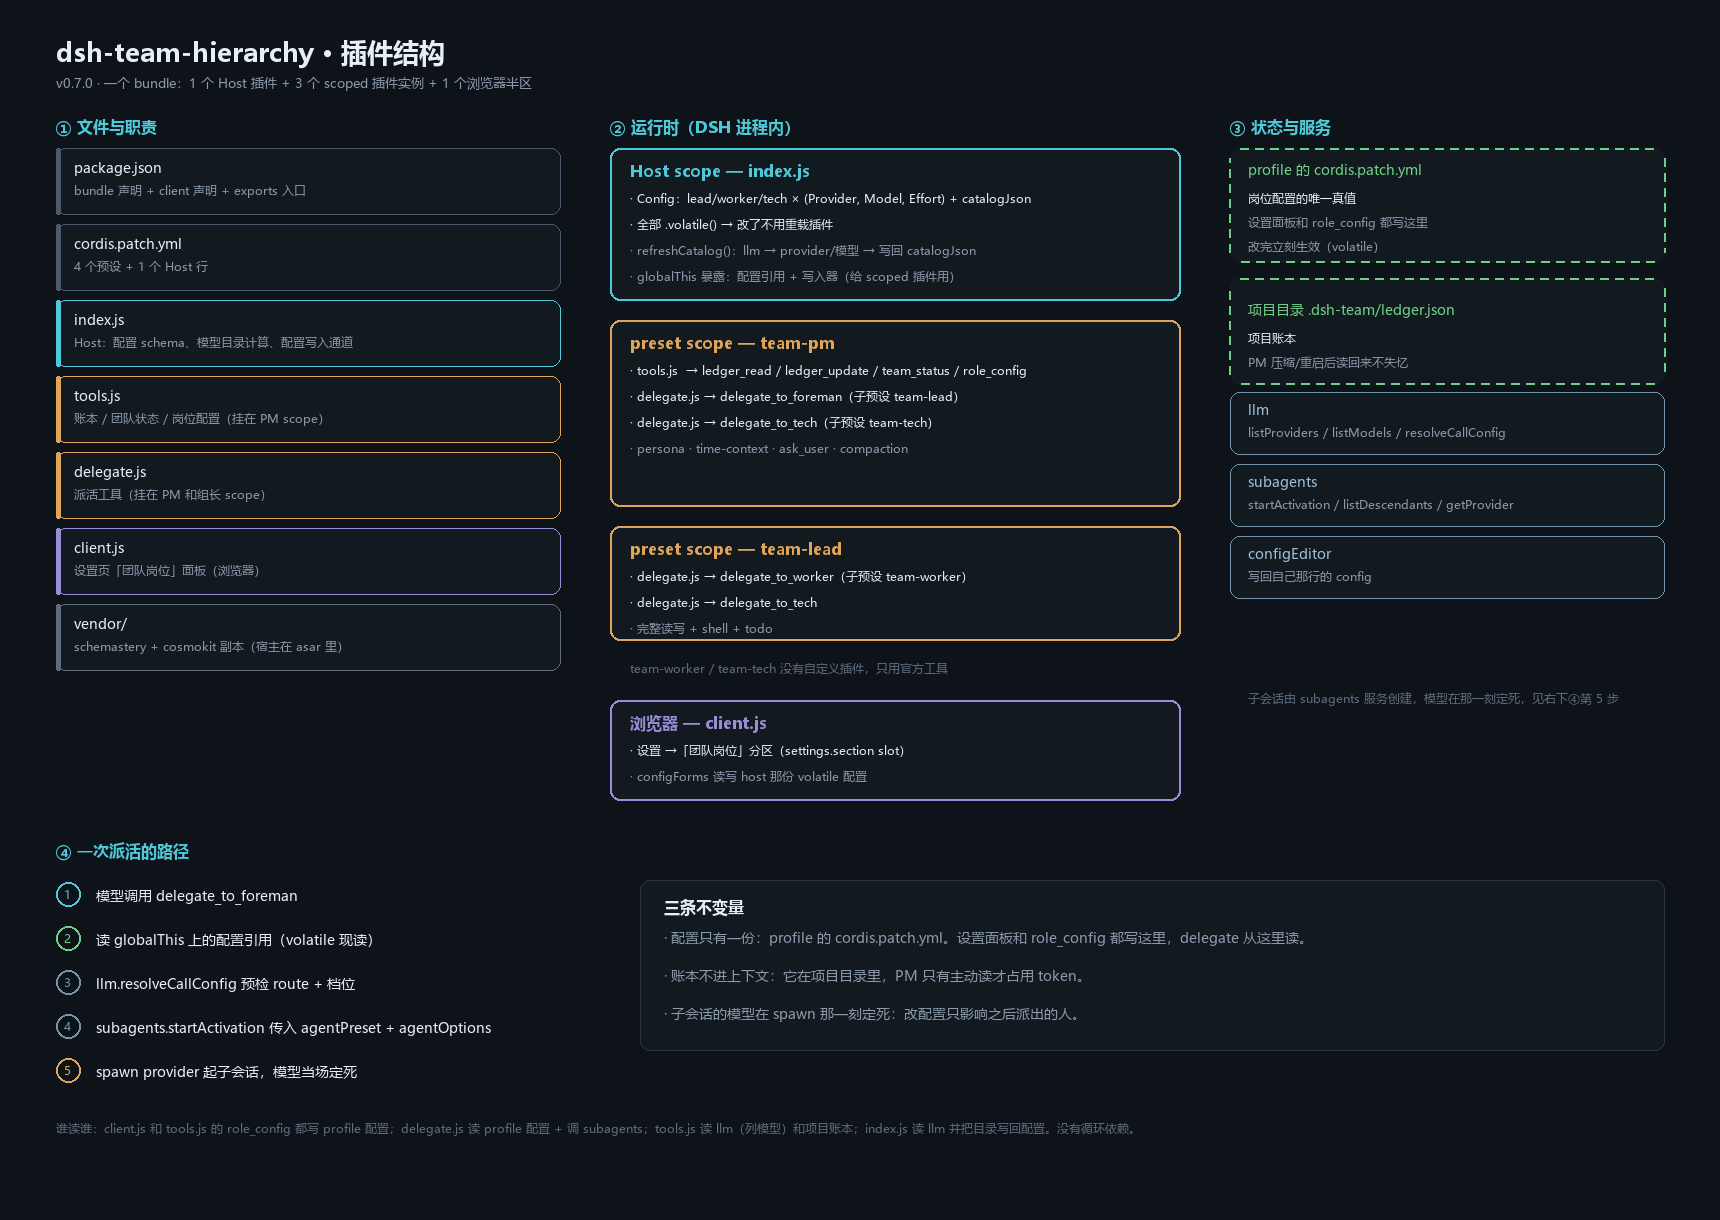 dsh-team-hierarchy · 插件结构
v0.7.0 · 一个 bundle：1 个 Host 插件 + 3 个 scoped 插件实例 + 1 个浏览器半区
① 文件与职责
package.json
bundle 声明 + client 声明 + exports 入口
cordis.patch.yml
4 个预设 + 1 个 Host 行
index.js
Host：配置 schema、模型目录计算、配置写入通道
tools.js
账本 / 团队状态 / 岗位配置（挂在 PM scope）
delegate.js
派活工具（挂在 PM 和组长 scope）
client.js
设置页「团队岗位」面板（浏览器）
vendor/
schemastery + cosmokit 副本（宿主在 asar 里）
② 运行时（DSH 进程内）
Host scope — index.js
· Config：lead/worker/tech × (Provider, Model, Effort) + catalogJson
· 全部 .volatile() → 改了不用重载插件
· refreshCatalog()：llm → provider/模型 → 写回 catalogJson
· globalThis 暴露：配置引用 + 写入器（给 scoped 插件用）
preset scope — team-pm
· tools.js → ledger_read / ledger_update / team_status / role_config
· delegate.js → delegate_to_foreman（子预设 team-lead）
· delegate.js → delegate_to_tech（子预设 team-tech）
· persona · time-context · ask_user · compaction
preset scope — team-lead
· delegate.js → delegate_to_worker（子预设 team-worker）
· delegate.js → delegate_to_tech
· 完整读写 + shell + todo
team-worker / team-tech 没有自定义插件，只用官方工具
浏览器 — client.js
· 设置 →「团队岗位」分区（settings.section slot）
· configForms 读写 host 那份 volatile 配置
③ 状态与服务
profile 的 cordis.patch.yml
岗位配置的唯一真值
设置面板和 role_config 都写这里
改完立刻生效（volatile）
项目目录 .dsh-team/ledger.json
项目账本
PM 压缩/重启后读回来不失忆
llm
listProviders / listModels / resolveCallConfig
subagents
startActivation / listDescendants / getProvider
configEditor
写回自己那行的 config
子会话由 subagents 服务创建，模型在那一刻定死，见右下④第 5 步
④ 一次派活的路径
1 模型调用 delegate_to_foreman
2 读 globalThis 上的配置引用（volatile 现读）
3 llm.resolveCallConfig 预检 route + 档位
4 subagents.startActivation 传入 agentPreset + agentOptions
5 spawn provider 起子会话，模型当场定死
三条不变量
· 配置只有一份：profile 的 cordis.patch.yml。设置面板和 role_config 都写这里，delegate 从这里读。
· 账本不进上下文：它在项目目录里，PM 只有主动读才占用 token。
· 子会话的模型在 spawn 那一刻定死：改配置只影响之后派出的人。
谁读谁：client.js 和 tools.js 的 role_config 都写 profile 配置；delegate.js 读 profile 配置 + 调 subagents；tools.js 读 llm（列模型）和项目账本；index.js 读 llm 并把目录写回配置。没有循环依赖。